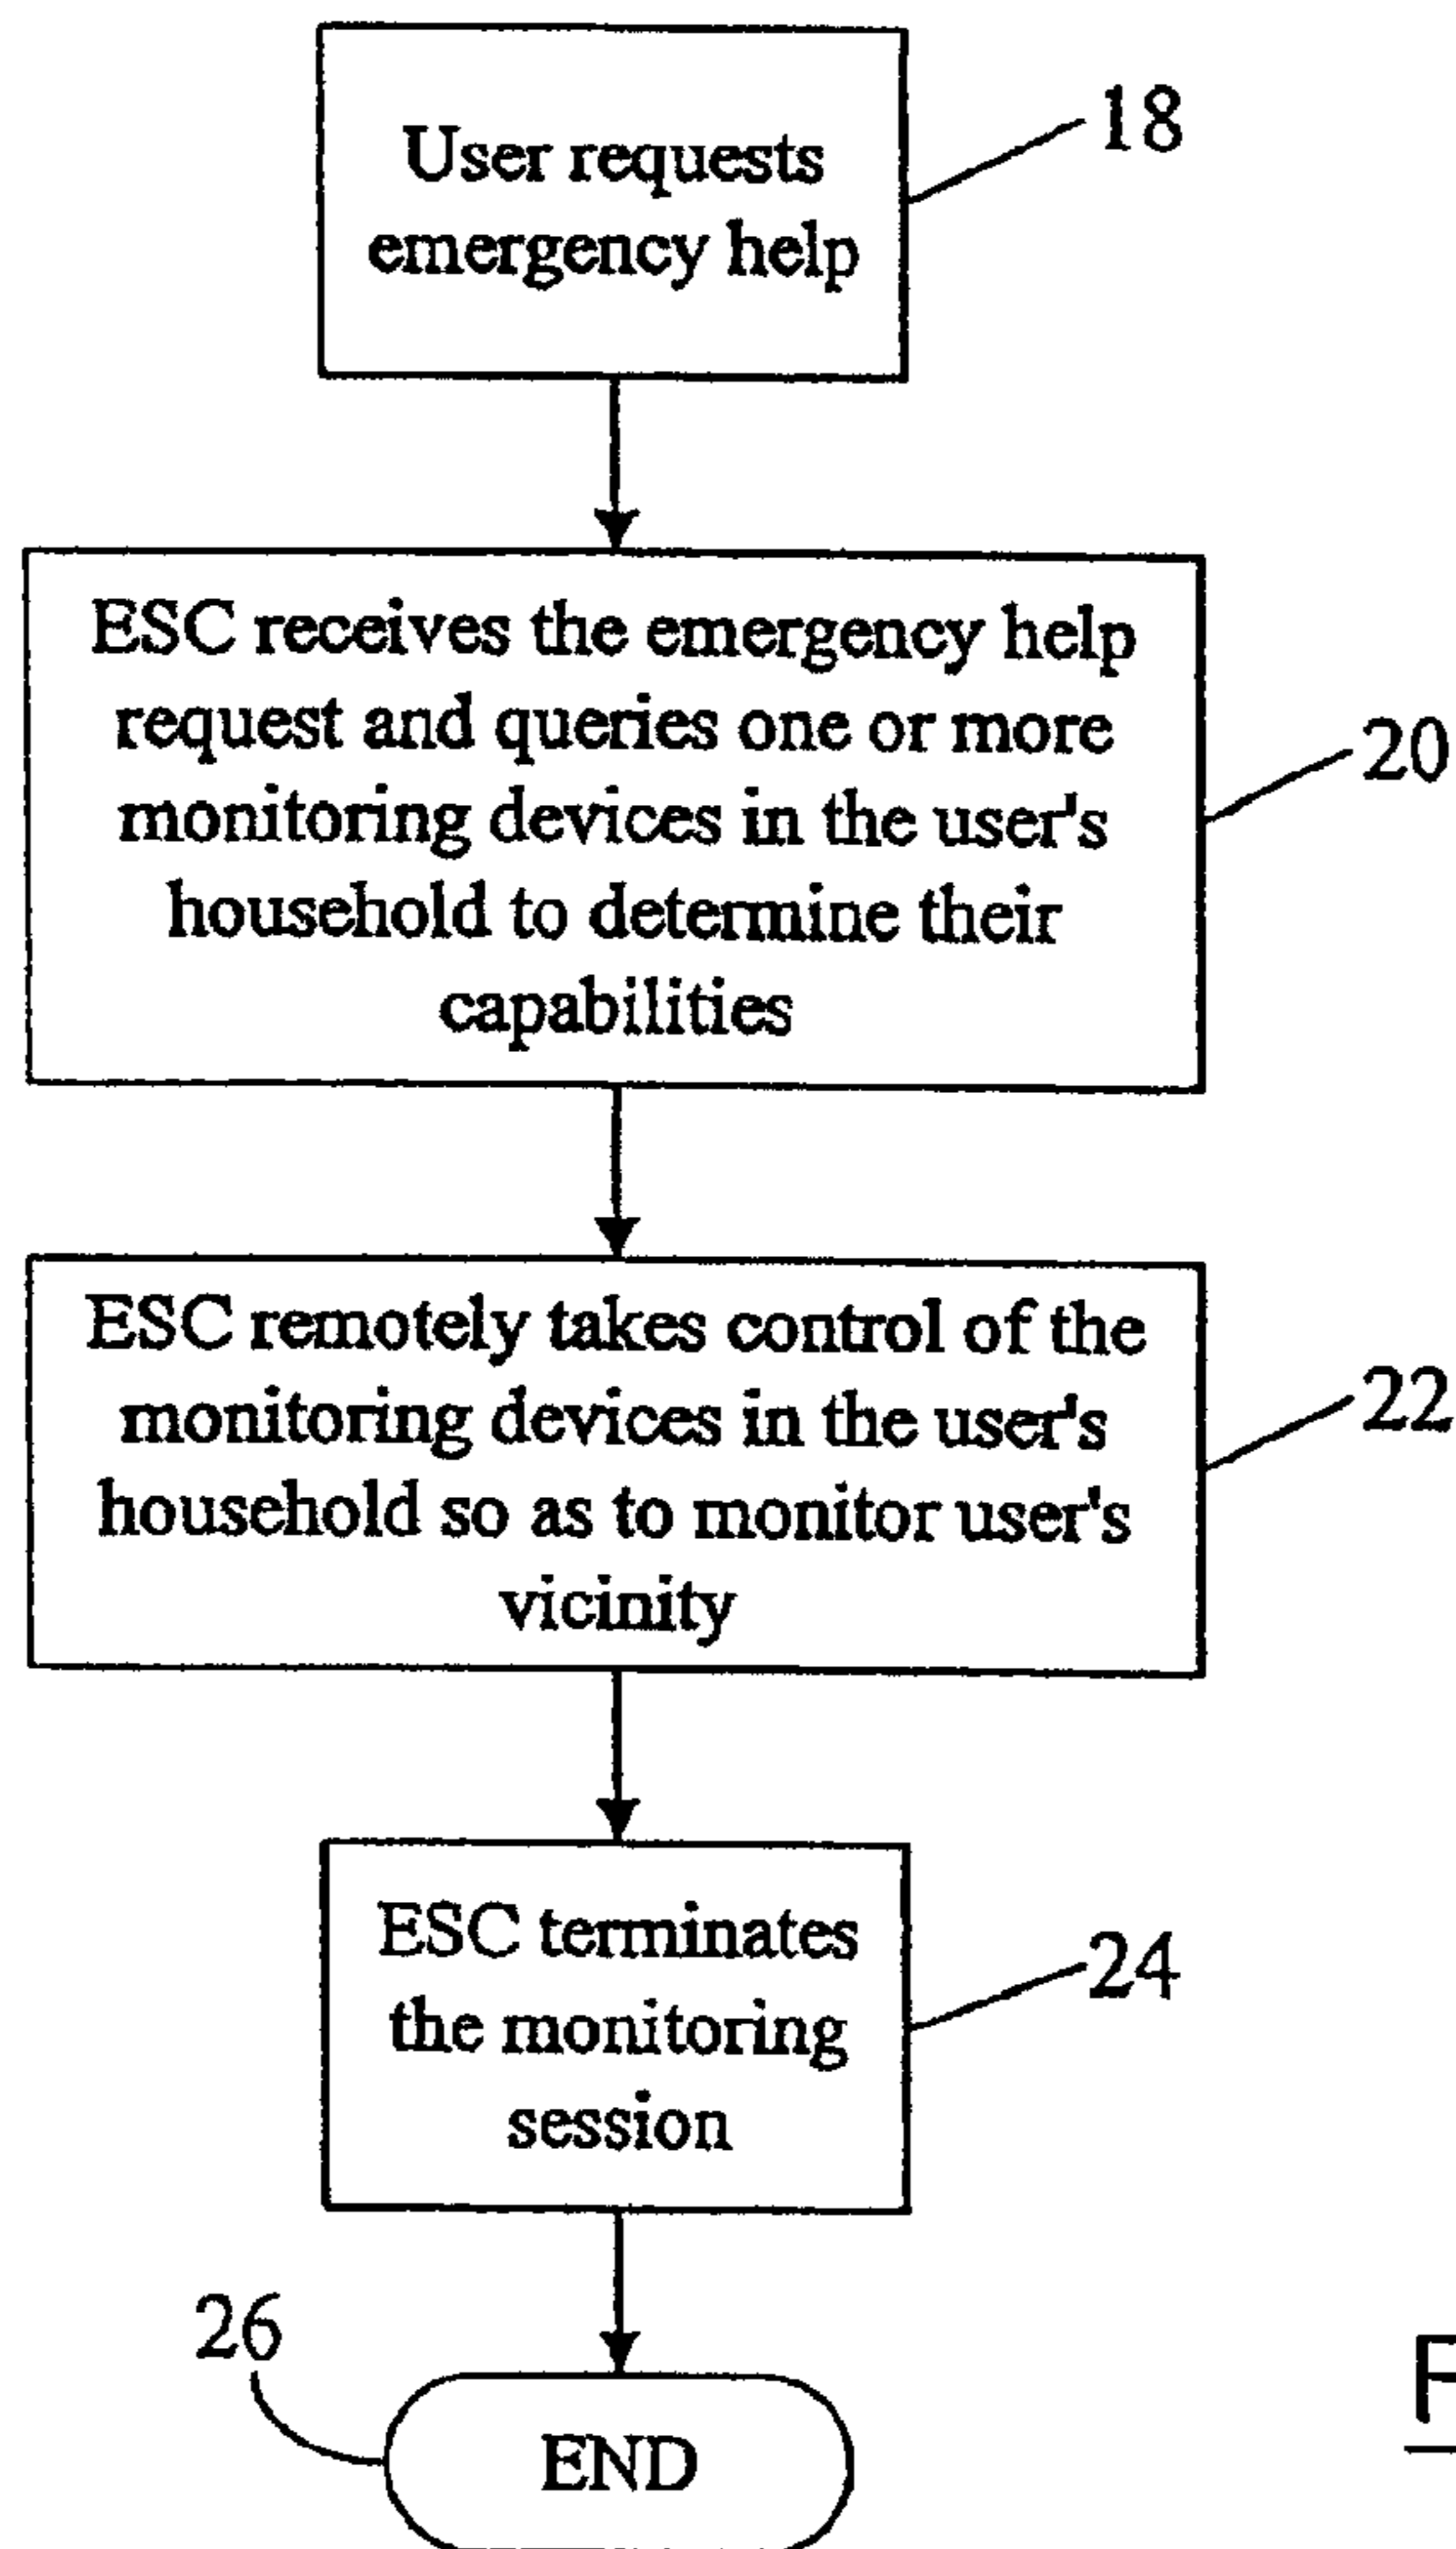 User requests
emergency help
18
ESC receives the emergency help
request and queries one or more
monitoring devices in the user's
household to determine their
capabilities
20
ESC remotely takes control of the
monitoring devices in the user's
household so as to monitor user's
vicinity
22
ESC terminates
the monitoring
session
24
26
END